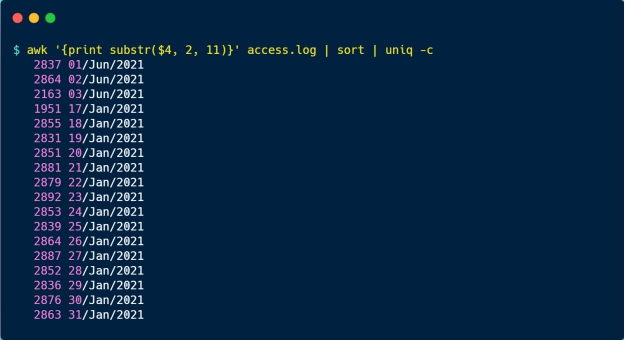 $ awk '{print substr($4, 2, 11)}' access.log | sort | uniq -c
2837 01/Jun/2021
2864 02/Jun/2021
2163 03/Jun/2021
1951 17/Jan/2021
2855 18/Jan/2021
2831 19/Jan/2021
2851 20/Jan/2021
2881 21/Jan/2021
2879 22/Jan/2021
2892 23/Jan/2021
2853 24/Jan/2021
2839 25/Jan/2021
2864 26/Jan/2021
2887 27/Jan/2021
2852 28/Jan/2021
2836 29/Jan/2021
2876 30/Jan/2021
2863 31/Jan/2021